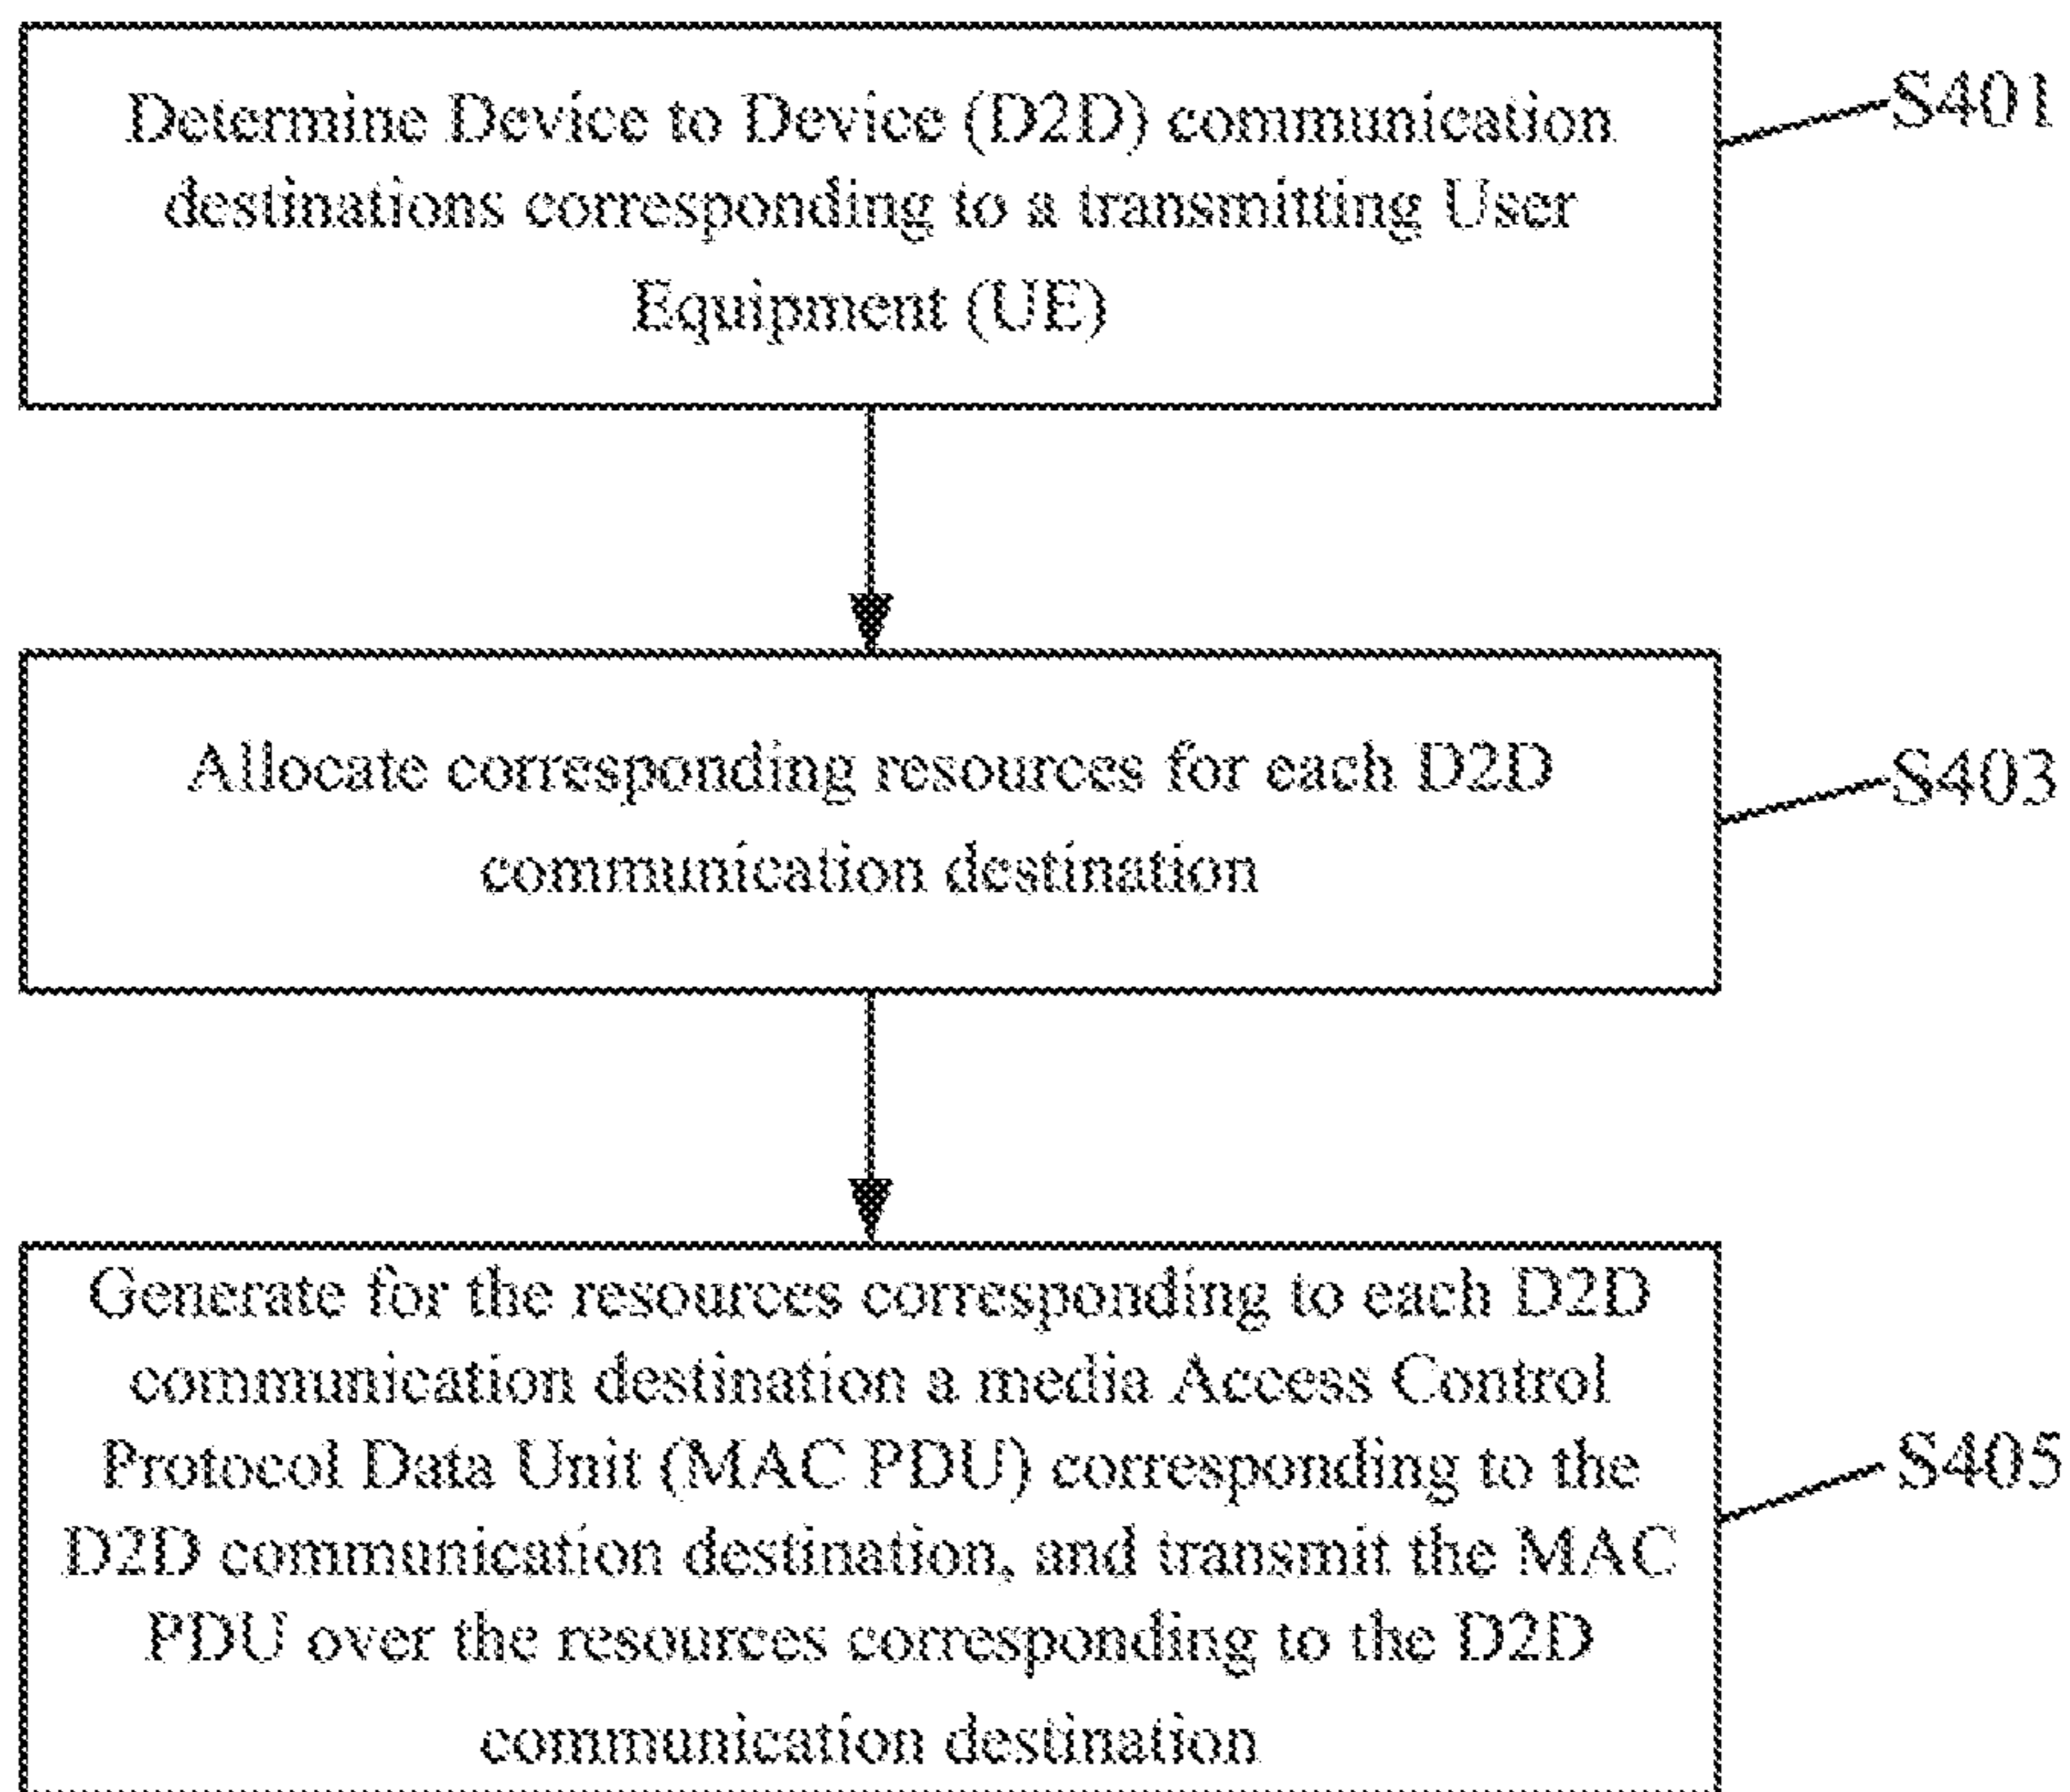 Determine Device to Device (D2D) communication
destinations corresponding to a transmitting User
Equipment (UE)
S401
Allocate corresponding resources for each D2D
communication destination
S403
Generate for the resources corresponding to each D2D
communication destination a media Access Control
Protocol Data Unit (MAC PDU) corresponding to the
D2D communication destination, and transmit the MAC
PDU over the resources corresponding to the D2D
communication destination
S405